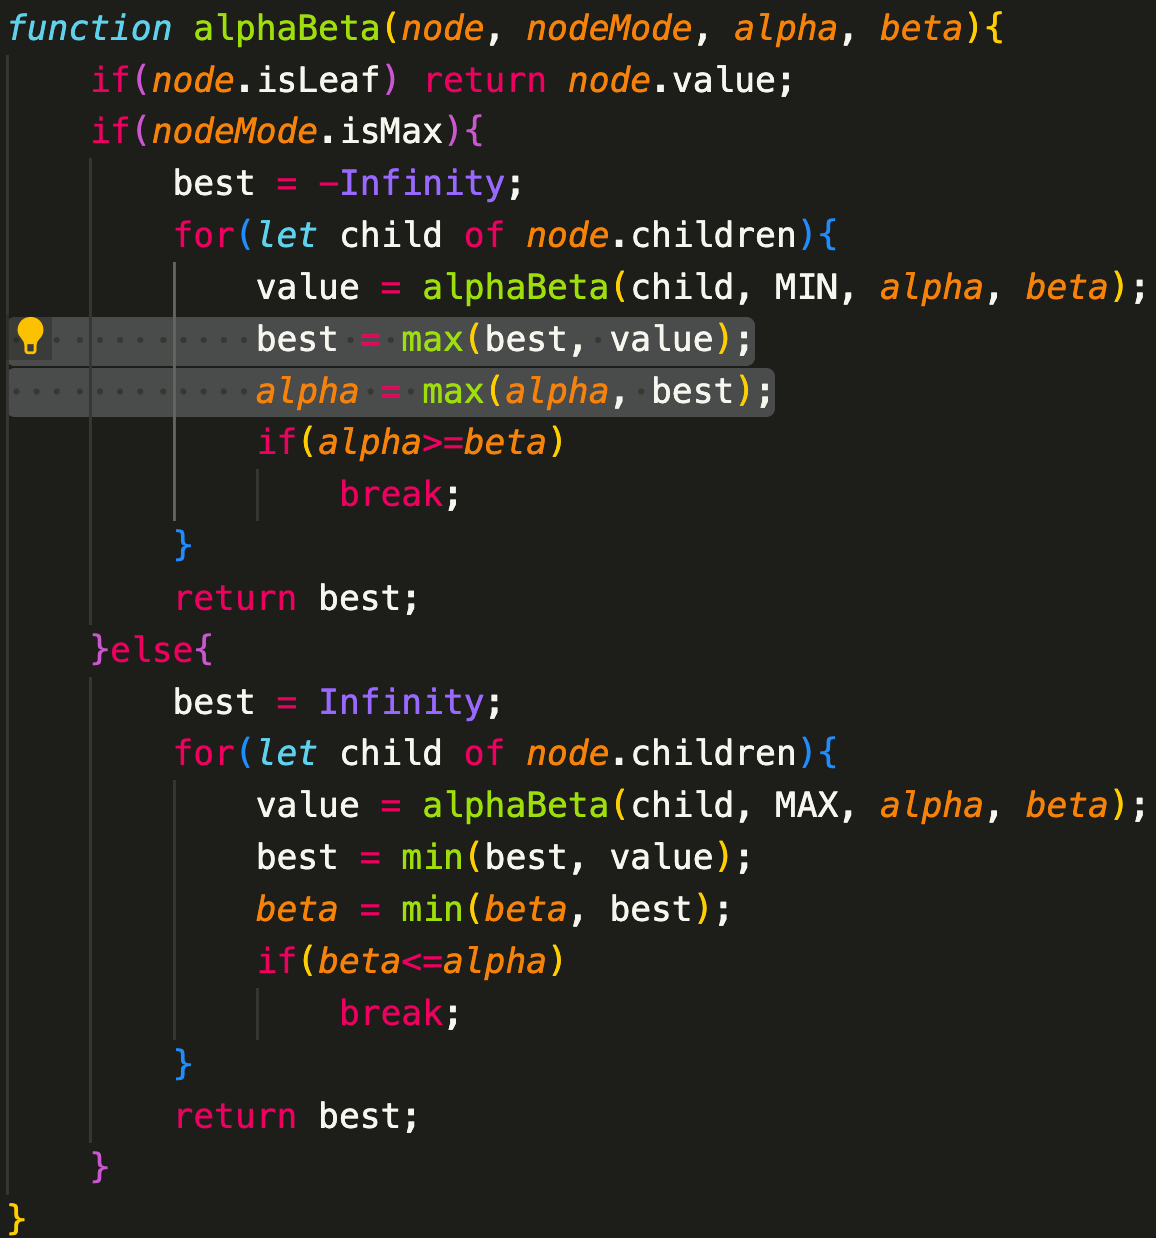 function alphaBeta(node, nodeMode, alpha, beta){
    if(node.isLeaf) return node.value;
    if(nodeMode.isMax){
        best = -Infinity;
        for(let child of node.children){
            value = alphaBeta(child, MIN, alpha, beta);
            best = max(best, value);
            alpha = max(alpha, best);
            if(alpha>=beta)
                break;
        }
        return best;
    }else{
        best = Infinity;
        for(let child of node.children){
            value = alphaBeta(child, MAX, alpha, beta);
            best = min(best, value);
            beta = min(beta, best);
            if(beta<=alpha)
                break;
        }
        return best;
    }
}